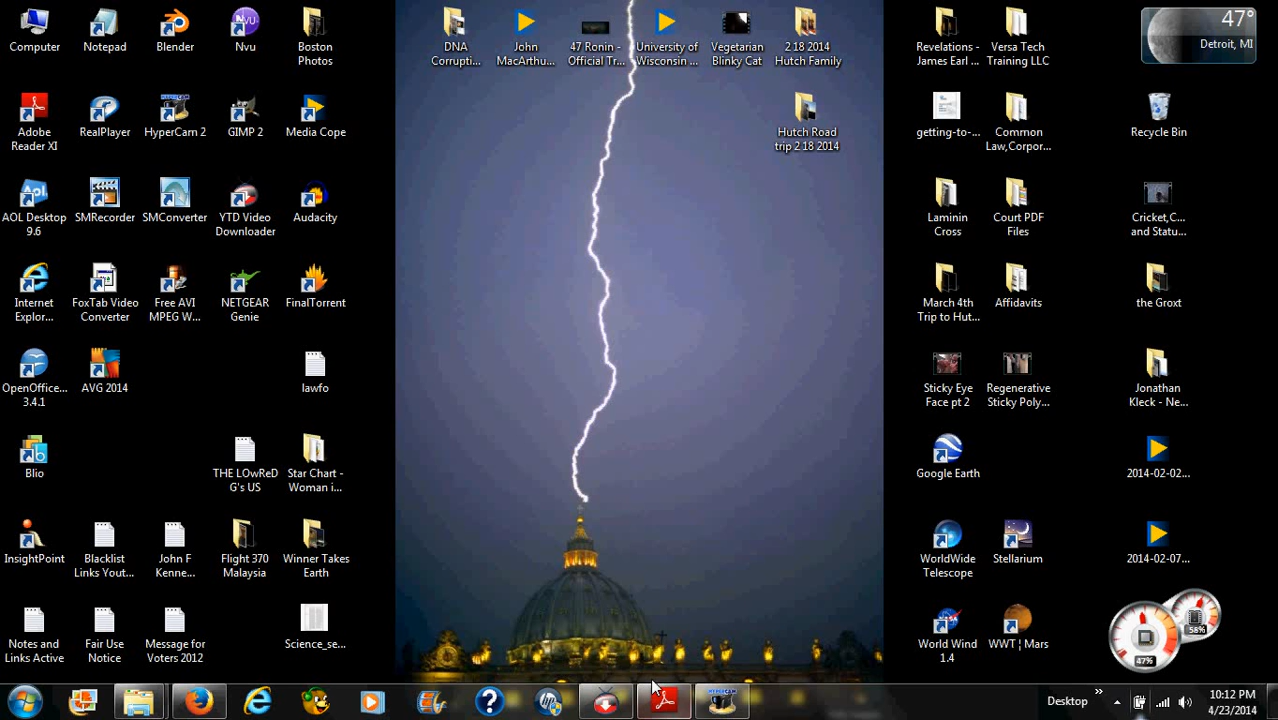 Computer
Notepad
Blender
Nvu
Boston
Photos
DNA
Corrupti...
John
MacArthu...
47 Ronin -
Official Tr...
University of
Wisconsin ...
Vegetarian
Blinky Cat
2.18 2014
Hutch Family
Revelations -
James Earl ...
Versa Tech
Training LLC
47°
Detroit, MI
Adobe
Reader XI
RealPlayer
HyperCam 2
GIMP 2
Media Cope
Hutch Road
trip 2.18 2014
getting-to-...
Common
Law,Corpor...
Recycle Bin
AOL Desktop
9.6
SMRecorder
SMConverter
YTD Video
Downloader
Audacity
Laminin
Cross
Court PDF
Files
Cricket,C...
and Statu...
Internet
Explor...
FoxTab Video
Converter
Free AVI
MPEG W...
NETGEAR
Genie
FinalTorrent
March 4th
Trip to Hut...
Affidavits
the Groxt
OpenOffice...
3.4.1
AVG 2014
lawfo
Sticky Eye
Face pt 2
Regenerative
Sticky Poly...
Jonathan
Kleck - Ne...
Blio
THE LOwReD
G's US
Star Chart -
Woman i...
Google Earth
2014-02-02...
InsightPoint
Blacklist
Links Yout...
John F
Kenne...
Flight 370
Malaysia
Winner Takes
Earth
WorldWide
Telescope
Stellarium
2014-02-07...
Notes and
Links Active
Fair Use
Notice
Message for
Voters 2012
Science_se...
World Wind
1.4
WWT ¦ Mars
58%
47%
HYPERCAM
Desktop
»
10:12 PM
4/23/2014